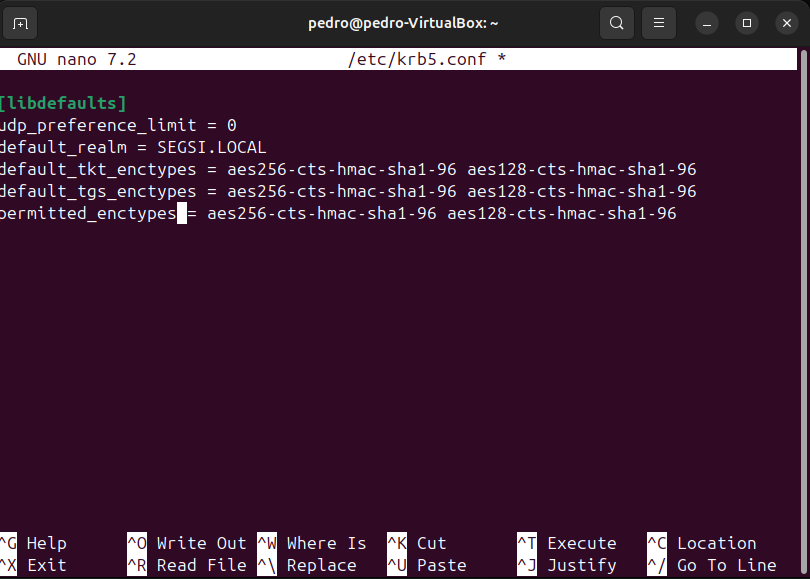 pedro@pedro-VirtualBox: ~
GNU nano 7.2 /etc/krb5.conf *
[libdefaults]
udp_preference_limit = 0
default_realm = SEGSI.LOCAL
default_tkt_enctypes = aes256-cts-hmac-sha1-96 aes128-cts-hmac-sha1-96
default_tgs_enctypes = aes256-cts-hmac-sha1-96 aes128-cts-hmac-sha1-96
permitted_enctypes = aes256-cts-hmac-sha1-96 aes128-cts-hmac-sha1-96
^G Help ^O Write Out ^W Where Is ^K Cut ^T Execute ^C Location
^X Exit ^R Read File ^\ Replace ^U Paste ^J Justify ^/ Go To Line